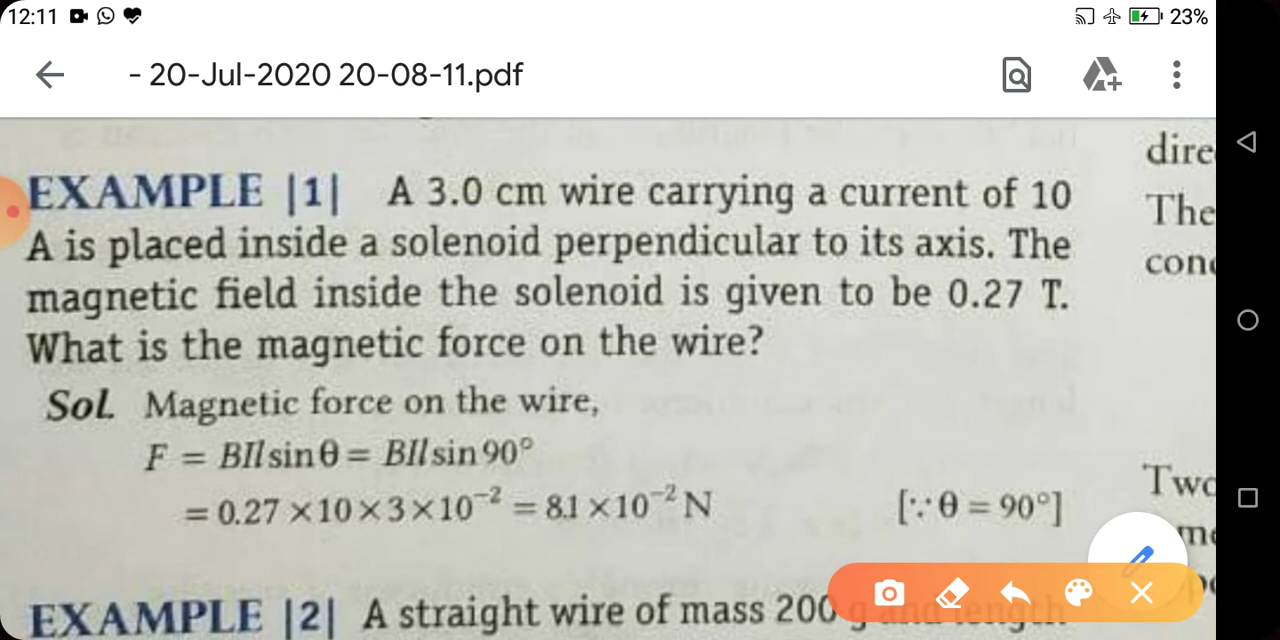 12:11
23%
- 20-Jul-2020 20-08-11.pdf
EXAMPLE |1| A 3.0 cm wire carrying a current of 10
A is placed inside a solenoid perpendicular to its axis. The
magnetic field inside the solenoid is given to be 0.27 T.
What is the magnetic force on the wire?
Sol. Magnetic force on the wire,
F = BIl sin θ = BIl sin 90°
= 0.27 × 10 × 3 × 10⁻² = 8.1 × 10⁻² N [∵ θ = 90°]
EXAMPLE |2| A straight wire of mass 200 g and length
The